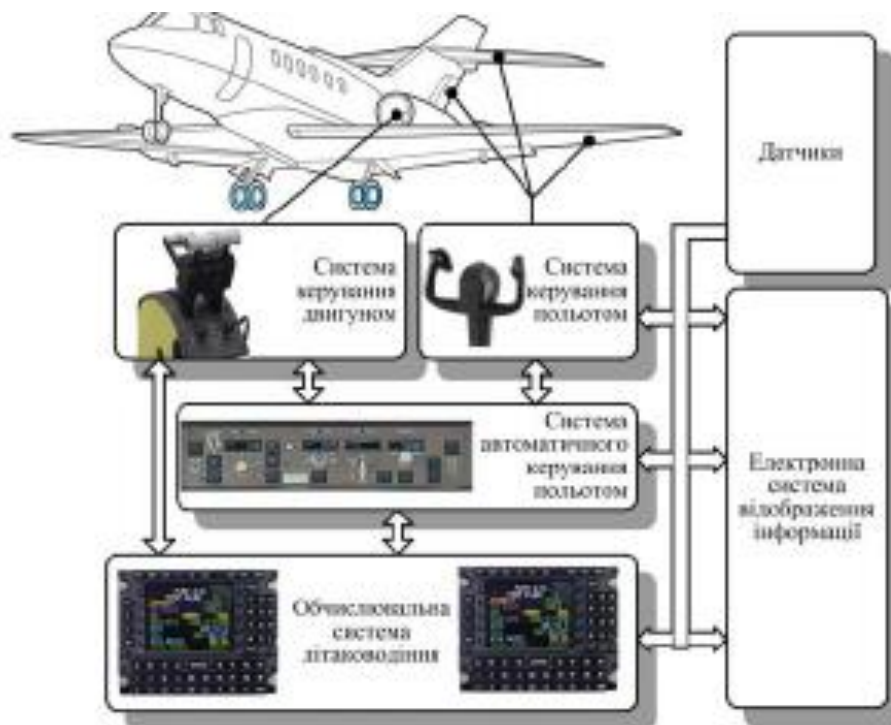 Датчики
Система
керування
двигуном
Система
керування
польотом
Система
автоматичного
керування
польотом
Електронна
система
відображення
інформації
Обчислювальна
система
літаководіння